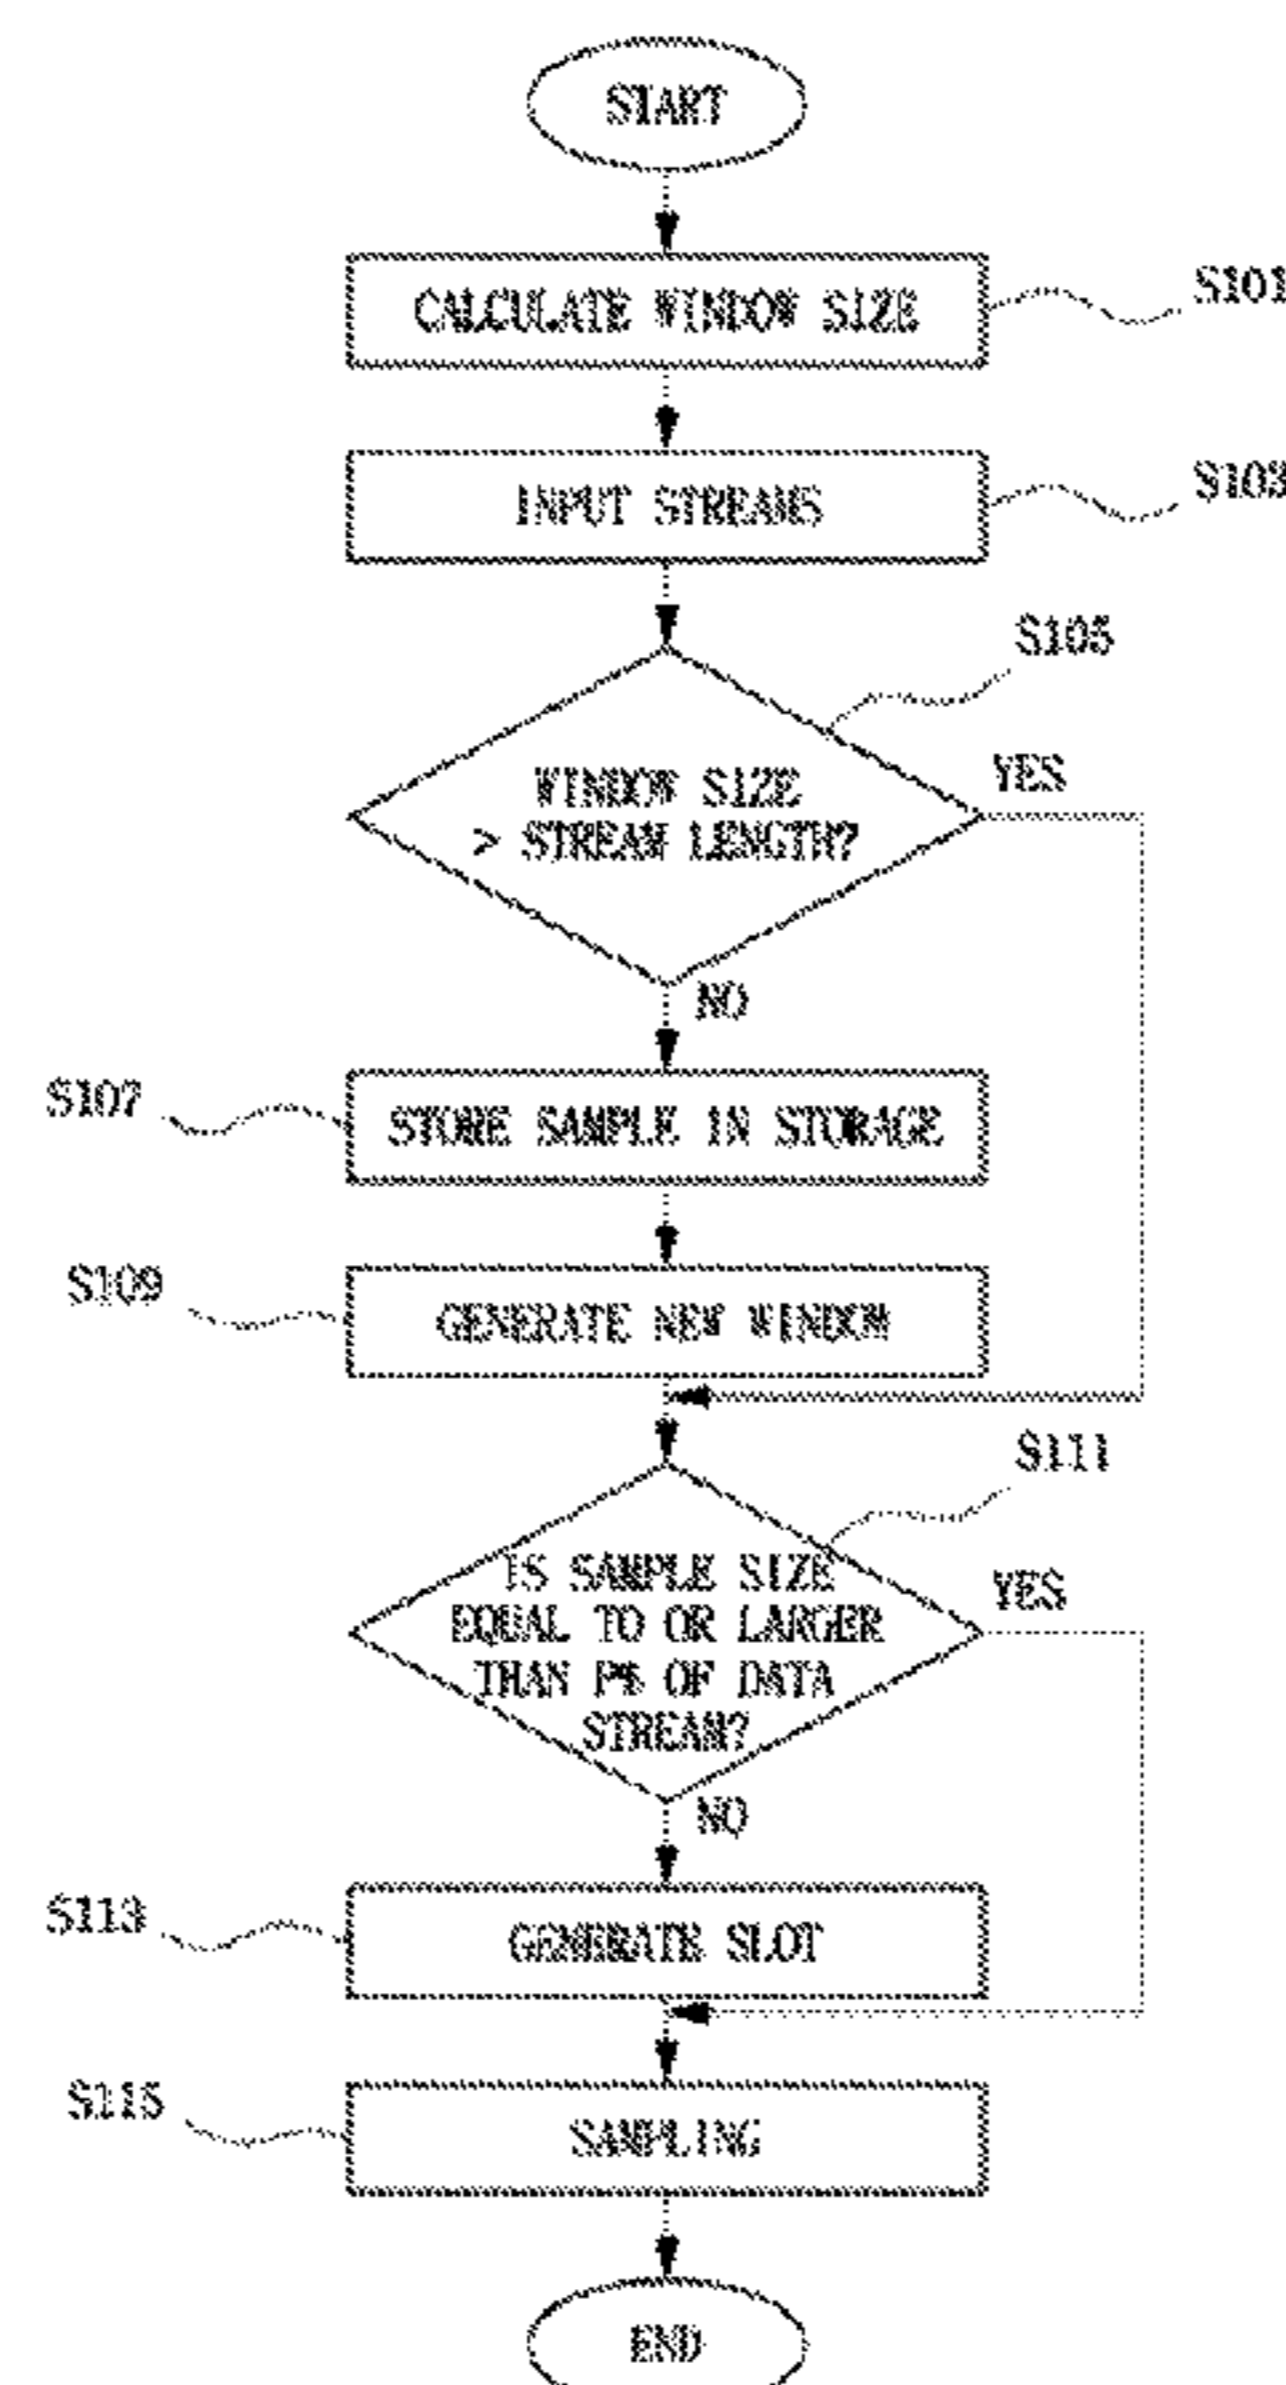 START
CALCULATE WINDOW SIZE
S101
INPUT STREAMS
S103
S105
WINDOW SIZE
> STREAM LENGTH?
YES
NO
S107
STORE SAMPLE IN STORAGE
S109
GENERATE NEW WINDOW
S111
IS SAMPLE SIZE
EQUAL TO OR LARGER
THAN P% OF DATA
STREAM?
YES
NO
S113
GENERATE SLOT
S115
SAMPLING
END